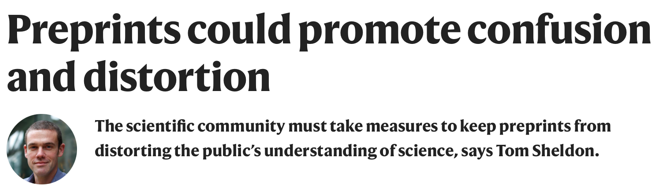 Preprints could promote confusion
and distortion
The scientific community must take measures to keep preprints from
distorting the public's understanding of science, says Tom Sheldon.